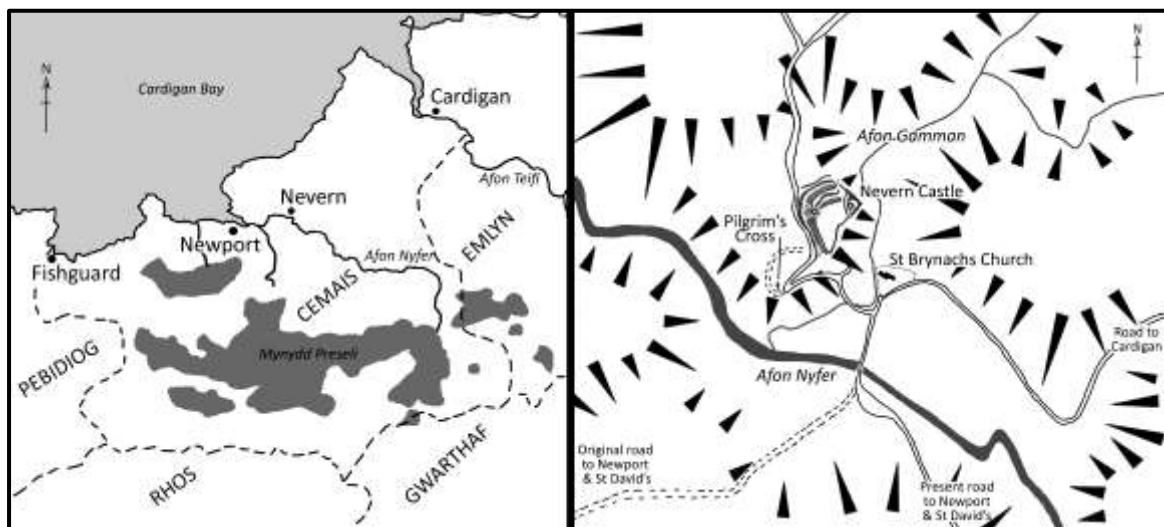 N
Cardigan Bay
Cardigan
Afon Teifi
Nevern
EMLYN
Newport
Afon Nyfer
Fishguard
CEMAIS
Mynydd Preseli
PEBIDIOG
RHOS
GWARTHAF
N
Afon Gamman
Nevern Castle
Pilgrim's
Cross
St Brynachs Church
Road to
Cardigan
Afon Nyfer
Original road
to Newport
& St David's
Present road
to Newport
& St David's